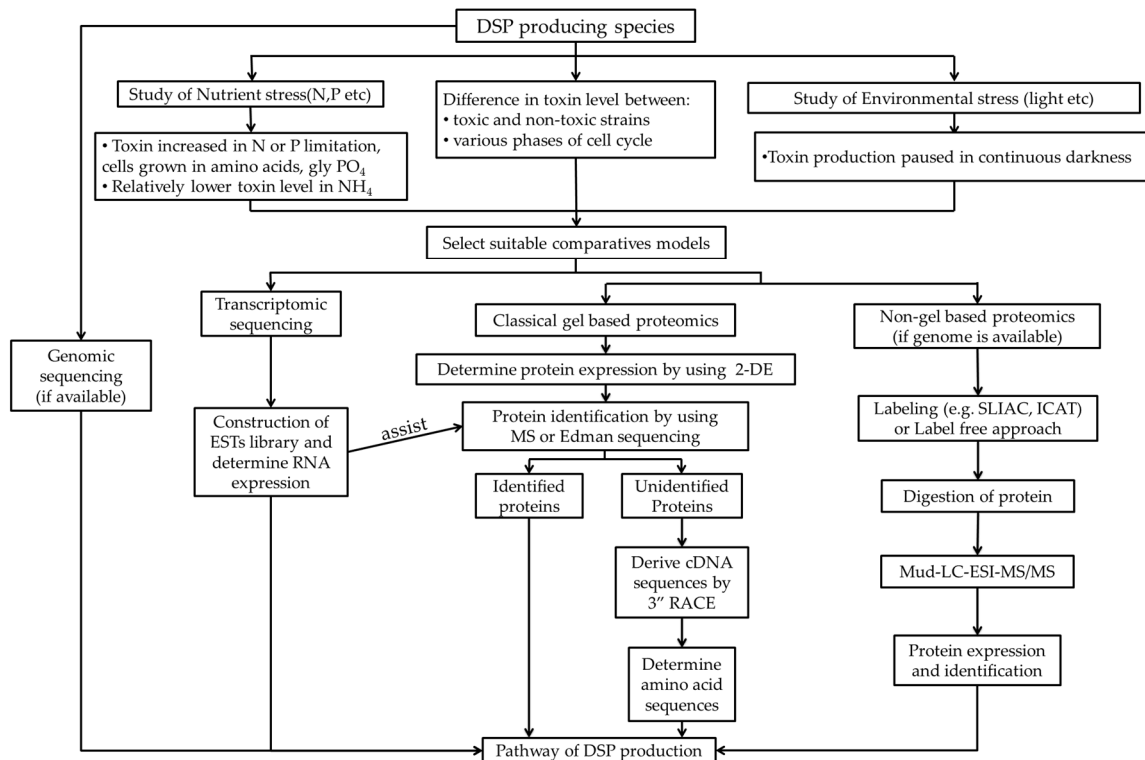 DSP producing species
Study of Nutrient stress(N,P etc)
• Toxin increased in N or P limitation,
cells grown in amino acids, gly PO₄
• Relatively lower toxin level in NH₄
Difference in toxin level between:
• toxic and non-toxic strains
• various phases of cell cycle
Study of Environmental stress (light etc)
•Toxin production paused in continuous darkness
Select suitable comparatives models
Genomic
sequencing
(if available)
Transcriptomic
sequencing
Construction of
ESTs library and
determine RNA
expression
assist
Classical gel based proteomics
Determine protein expression by using 2-DE
Protein identification by using
MS or Edman sequencing
Identified
proteins
Unidentified
Proteins
Derive cDNA
sequences by
3” RACE
Determine
amino acid
sequences
Non-gel based proteomics
(if genome is available)
Labeling (e.g. SLIAC, ICAT)
or Label free approach
Digestion of protein
Mud-LC-ESI-MS/MS
Protein expression
and identification
Pathway of DSP production